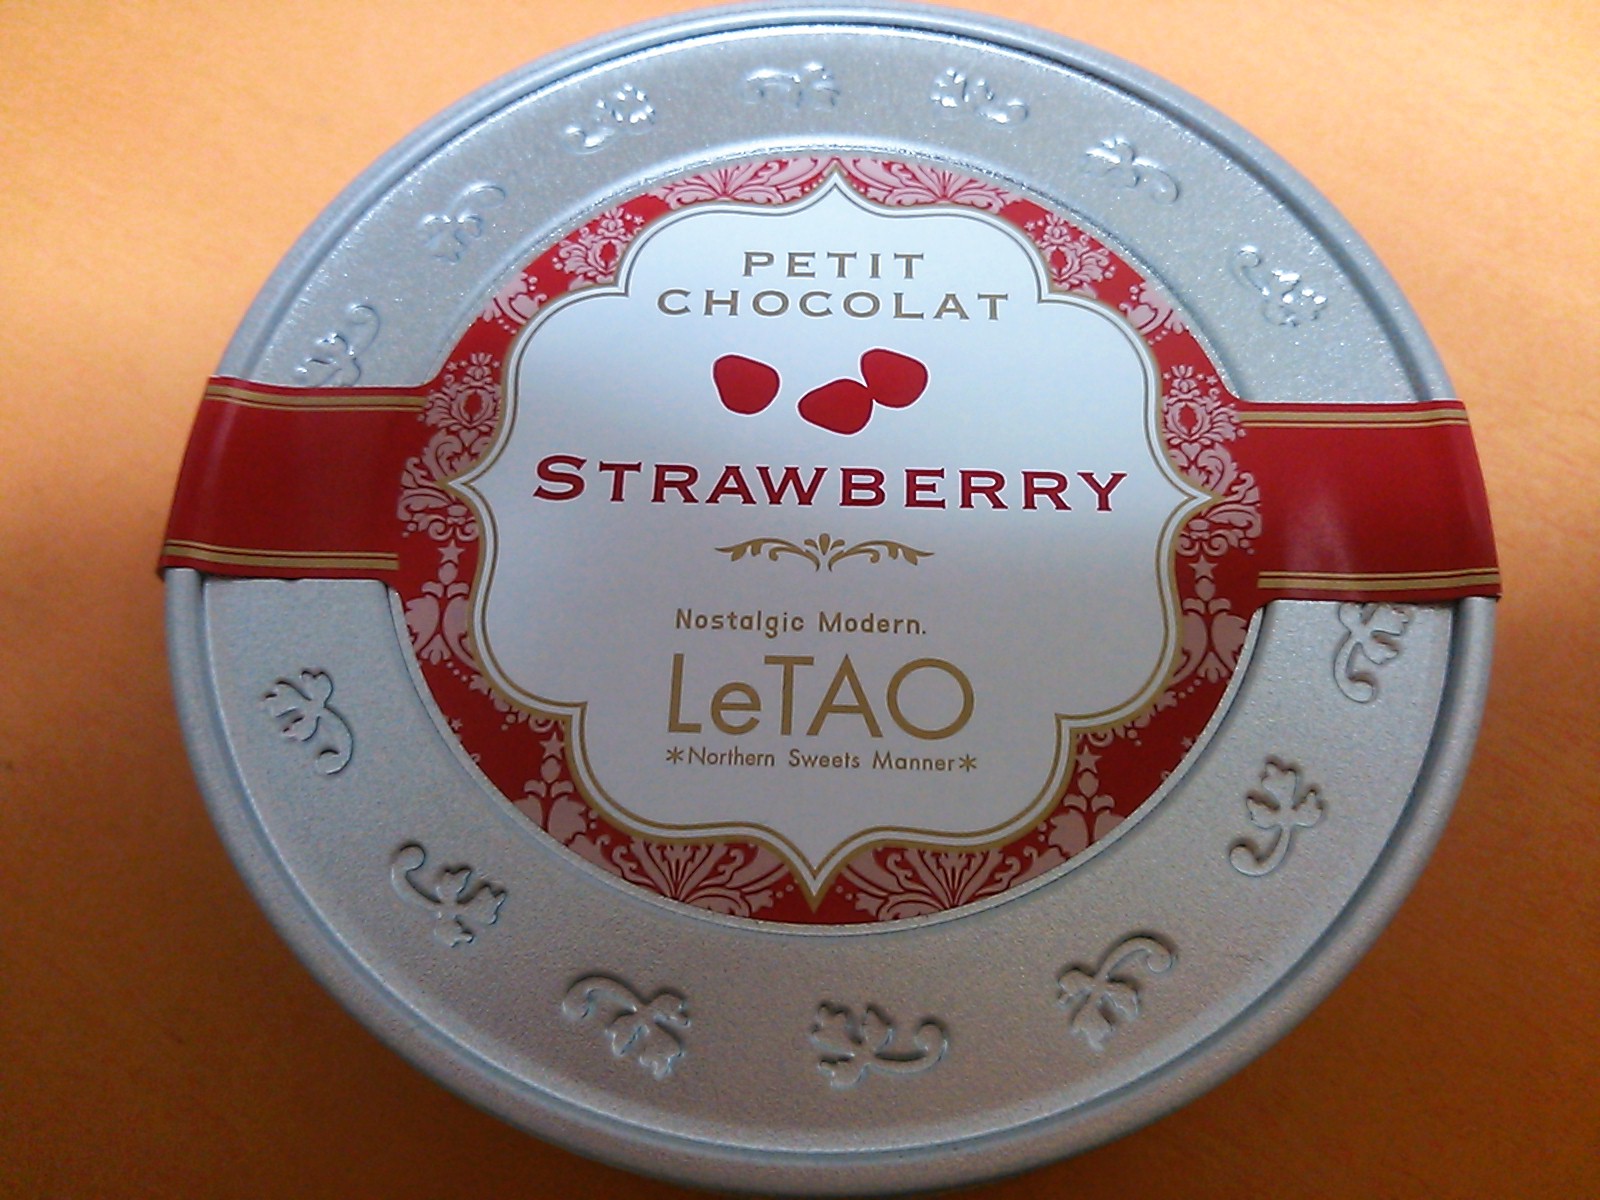 PETIT
CHOCOLAT
STRAWBERRY
Nostalgic Modern.
LeTAO
*Northern Sweets Manner*